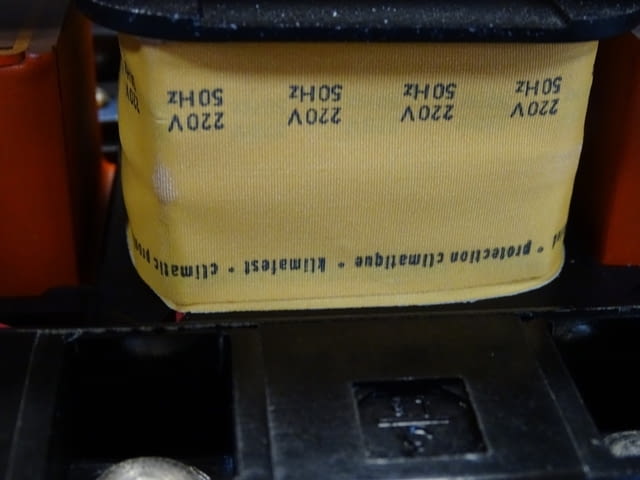 * protection climatique * klimafest * climatic
220V 220V 220V 220V
50Hz 50Hz 50Hz 50Hz